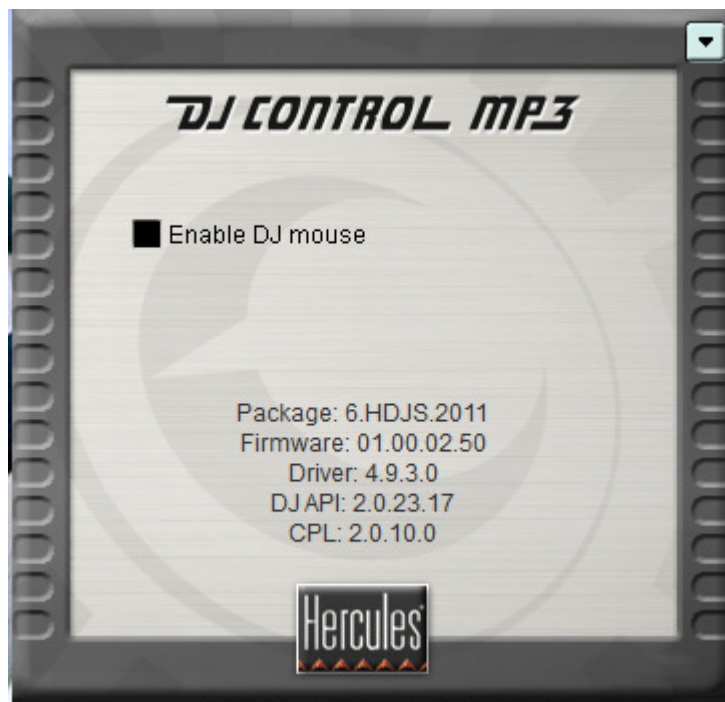 DJ CONTROL MP3
Enable DJ mouse
Package: 6.HDJS.2011
Firmware: 01.00.02.50
Driver: 4.9.3.0
DJ API: 2.0.23.17
CPL: 2.0.10.0
Hercules